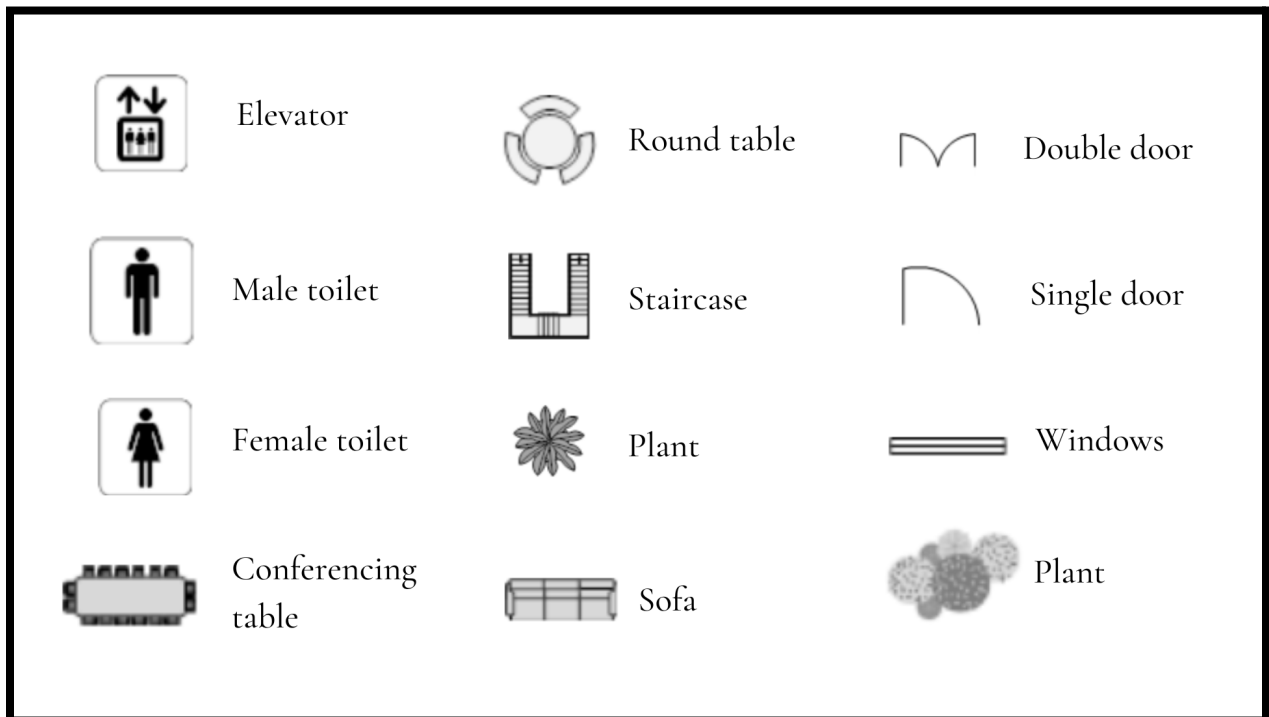 Elevator
Male toilet
Female toilet
Conferencing
table
Round table
Staircase
Plant
Sofa
Double door
Single door
Windows
Plant